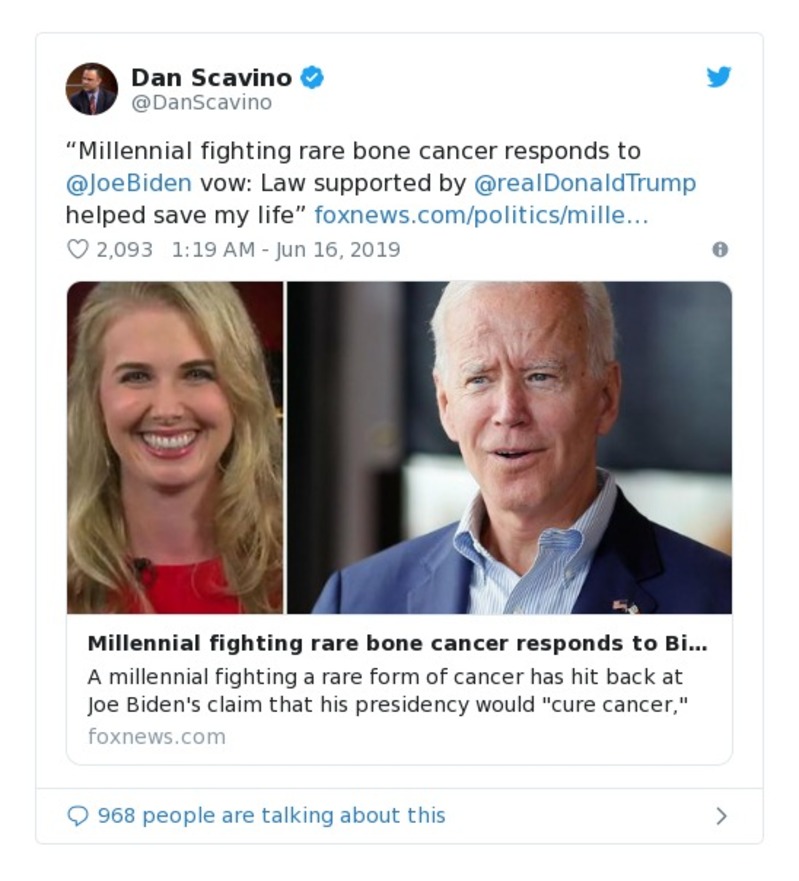 Dan Scavino
@DanScavino
“Millennial fighting rare bone cancer responds to
@JoeBiden vow: Law supported by @realDonaldTrump
helped save my life” foxnews.com/politics/mille…
2,093 1:19 AM - Jun 16, 2019
Millennial fighting rare bone cancer responds to Bi…
A millennial fighting a rare form of cancer has hit back at
Joe Biden's claim that his presidency would "cure cancer,"
foxnews.com
968 people are talking about this